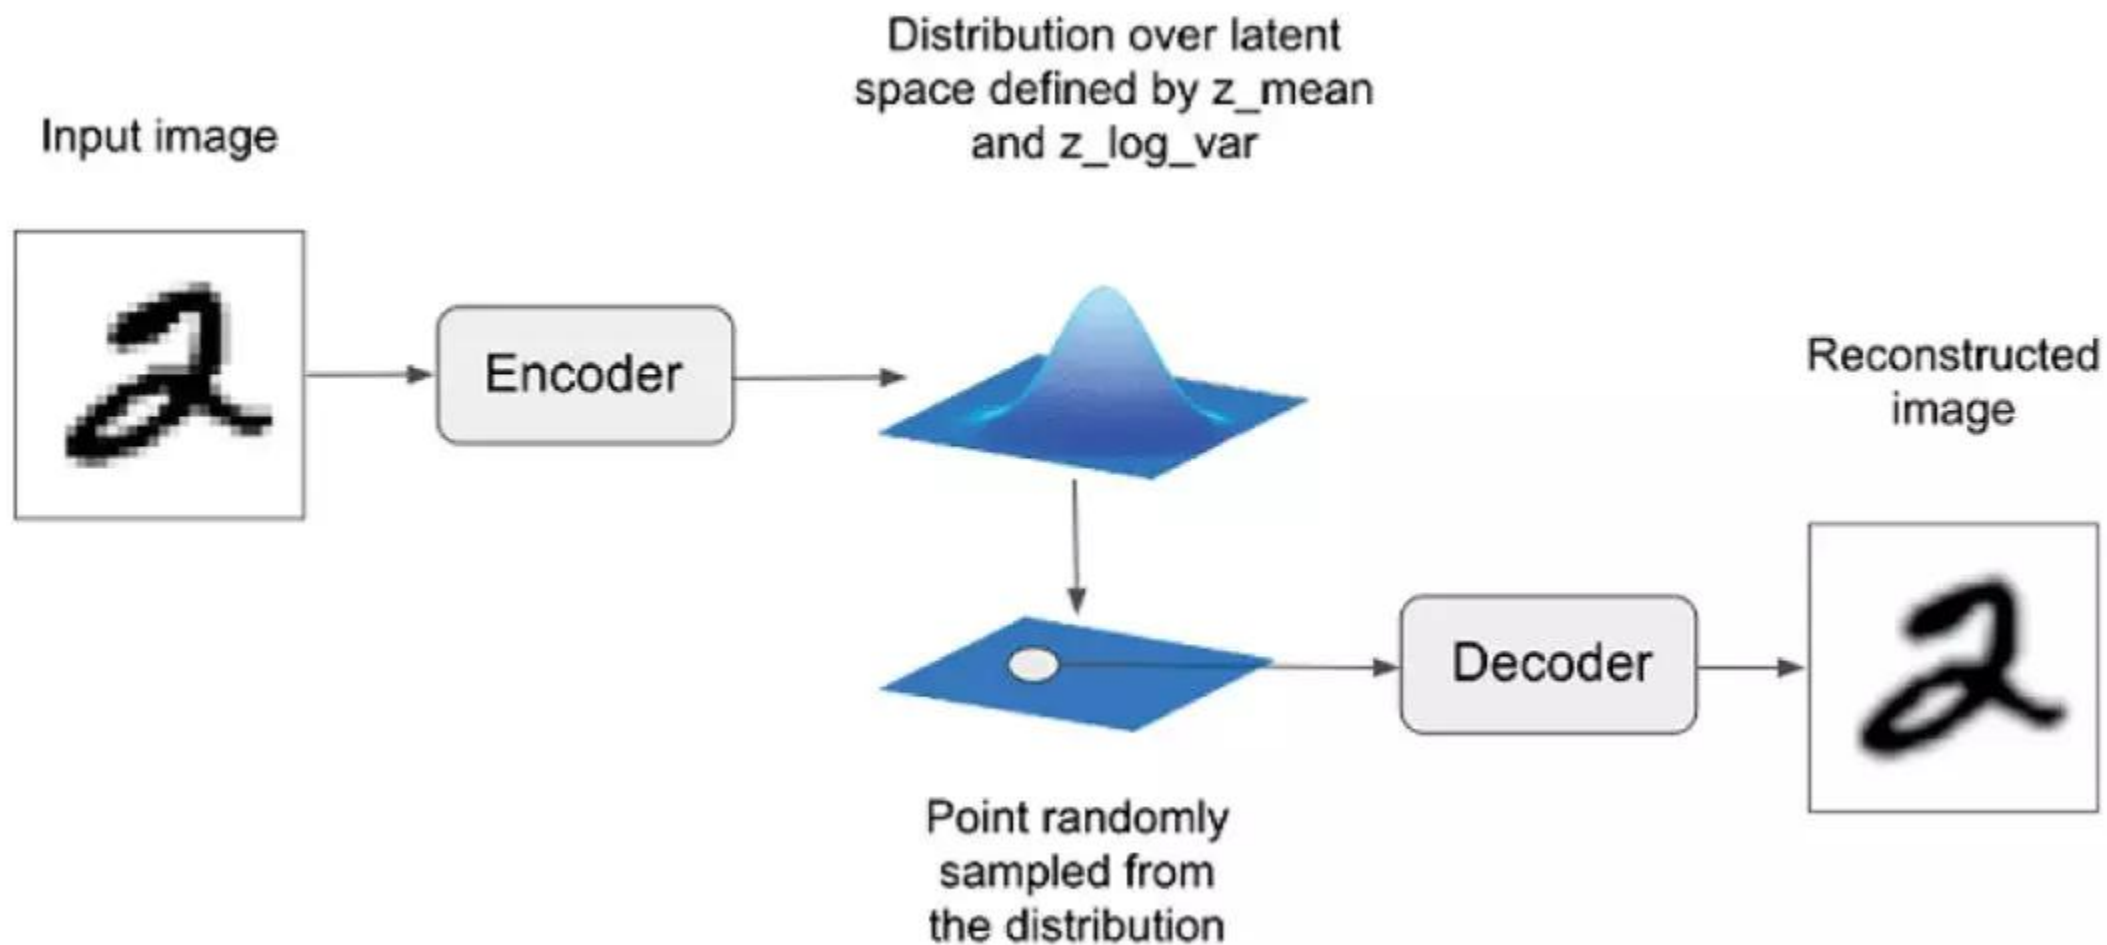 Distribution over latent
space defined by z_mean
and z_log_var
Input image
Encoder
Reconstructed
image
Decoder
Point randomly
sampled from
the distribution